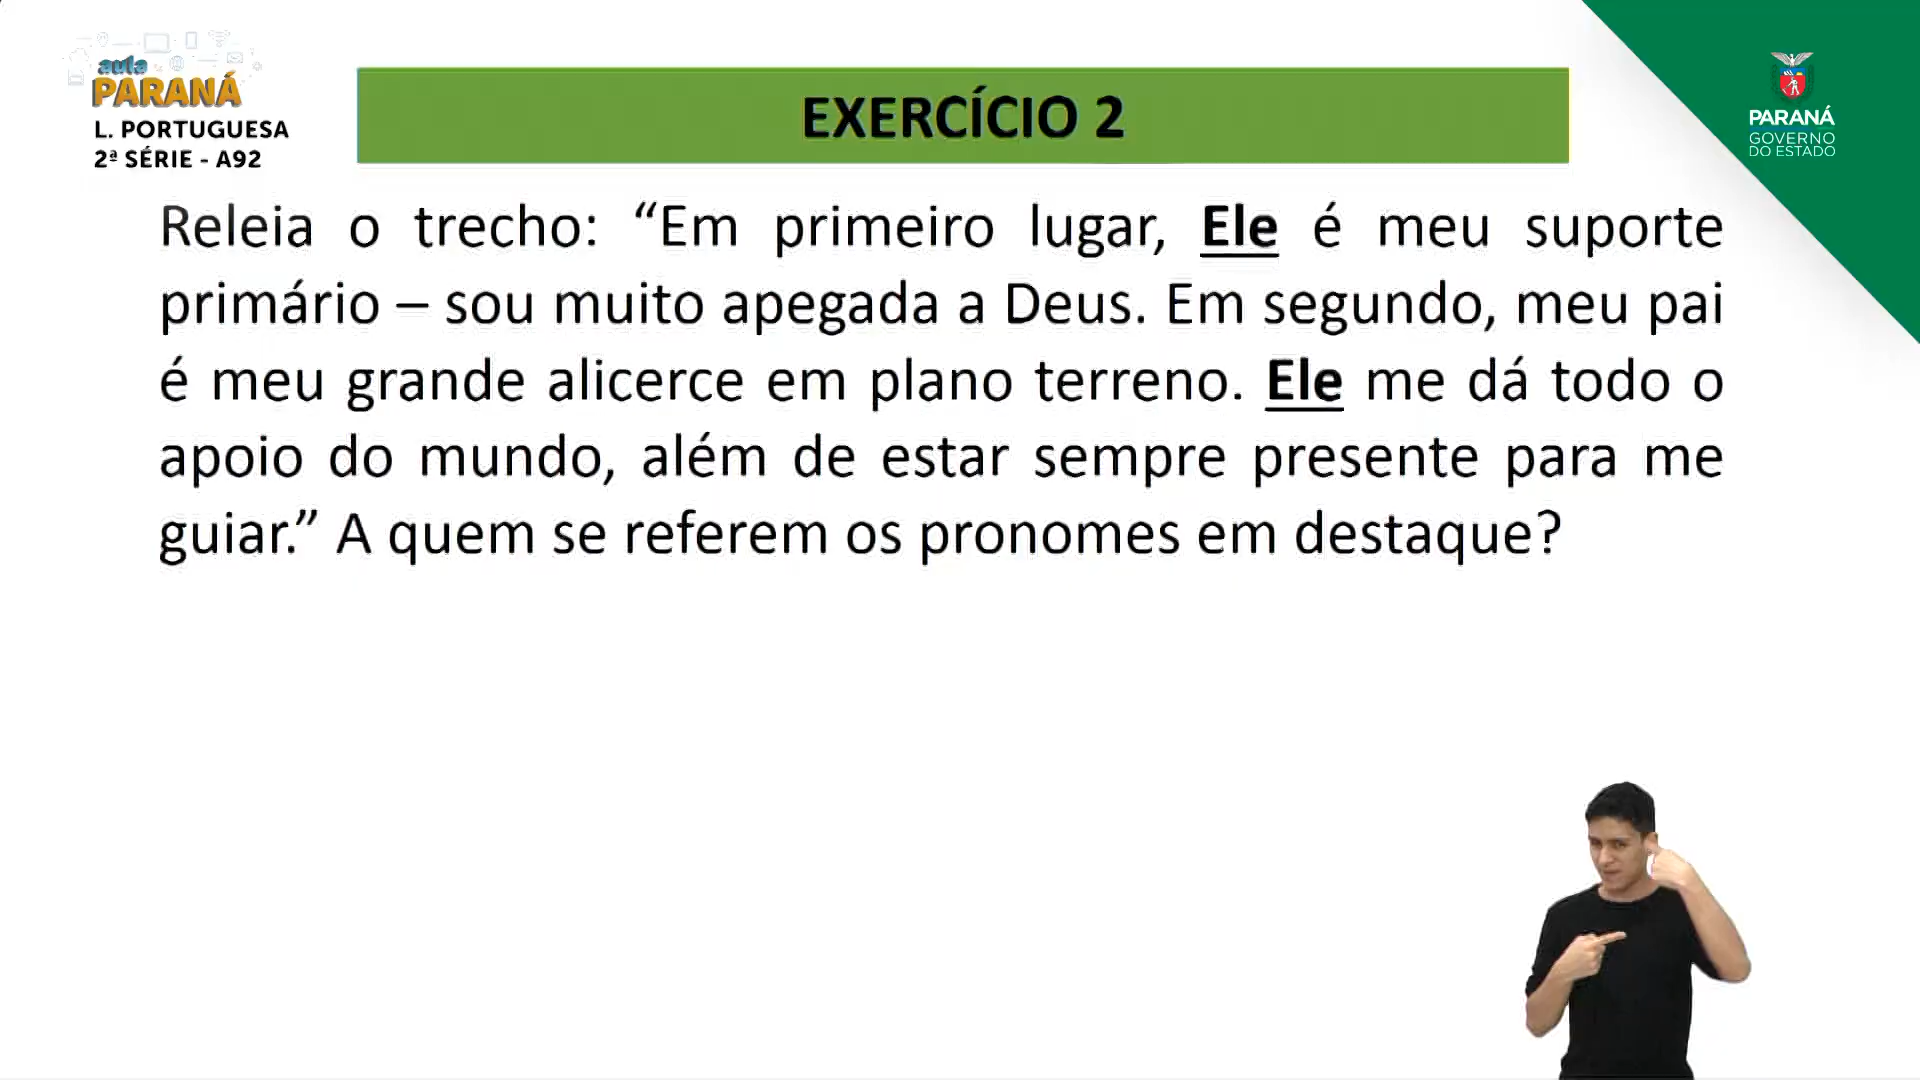 aula
PARANÁ
L. PORTUGUESA
2ª SÉRIE - A92
EXERCÍCIO 2
PARANÁ
GOVERNO
DO ESTADO
Releia o trecho: “Em primeiro lugar, Ele é meu suporte
primário – sou muito apegada a Deus. Em segundo, meu pai
é meu grande alicerce em plano terreno. Ele me dá todo o
apoio do mundo, além de estar sempre presente para me
guiar.” A quem se referem os pronomes em destaque?